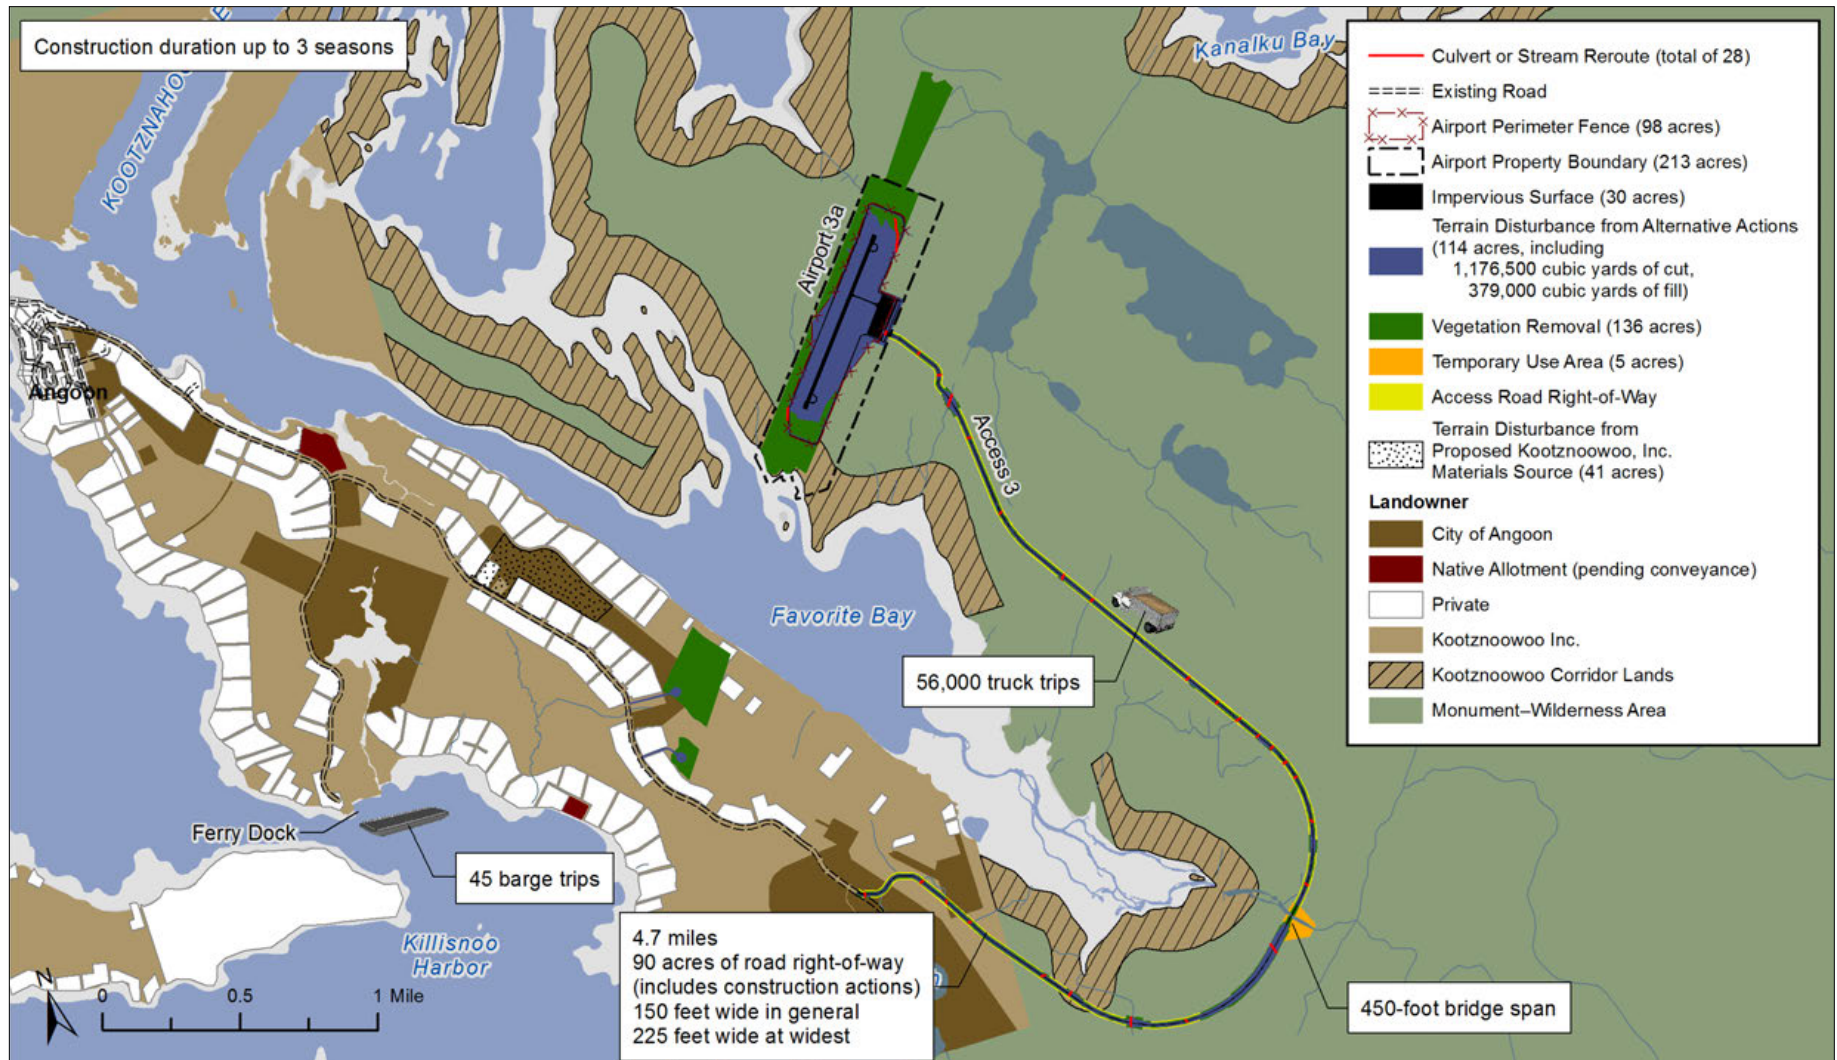 Construction duration up to 3 seasons
Kanalku Bay
Airport 3a
Angoon
Access 3
Favorite Bay
56,000 truck trips
Ferry Dock
45 barge trips
Killisnoo
Harbor
4.7 miles
90 acres of road right-of-way
(includes construction actions)
150 feet wide in general
225 feet wide at widest
450-foot bridge span
N
0 0.5 1 Mile
Culvert or Stream Reroute (total of 28)
Existing Road
Airport Perimeter Fence (98 acres)
Airport Property Boundary (213 acres)
Impervious Surface (30 acres)
Terrain Disturbance from Alternative Actions
(114 acres, including
1,176,500 cubic yards of cut,
379,000 cubic yards of fill)
Vegetation Removal (136 acres)
Temporary Use Area (5 acres)
Access Road Right-of-Way
Terrain Disturbance from
Proposed Kootznoowoo, Inc.
Materials Source (41 acres)
Landowner
City of Angoon
Native Allotment (pending conveyance)
Private
Kootznoowoo Inc.
Kootznoowoo Corridor Lands
Monument–Wilderness Area